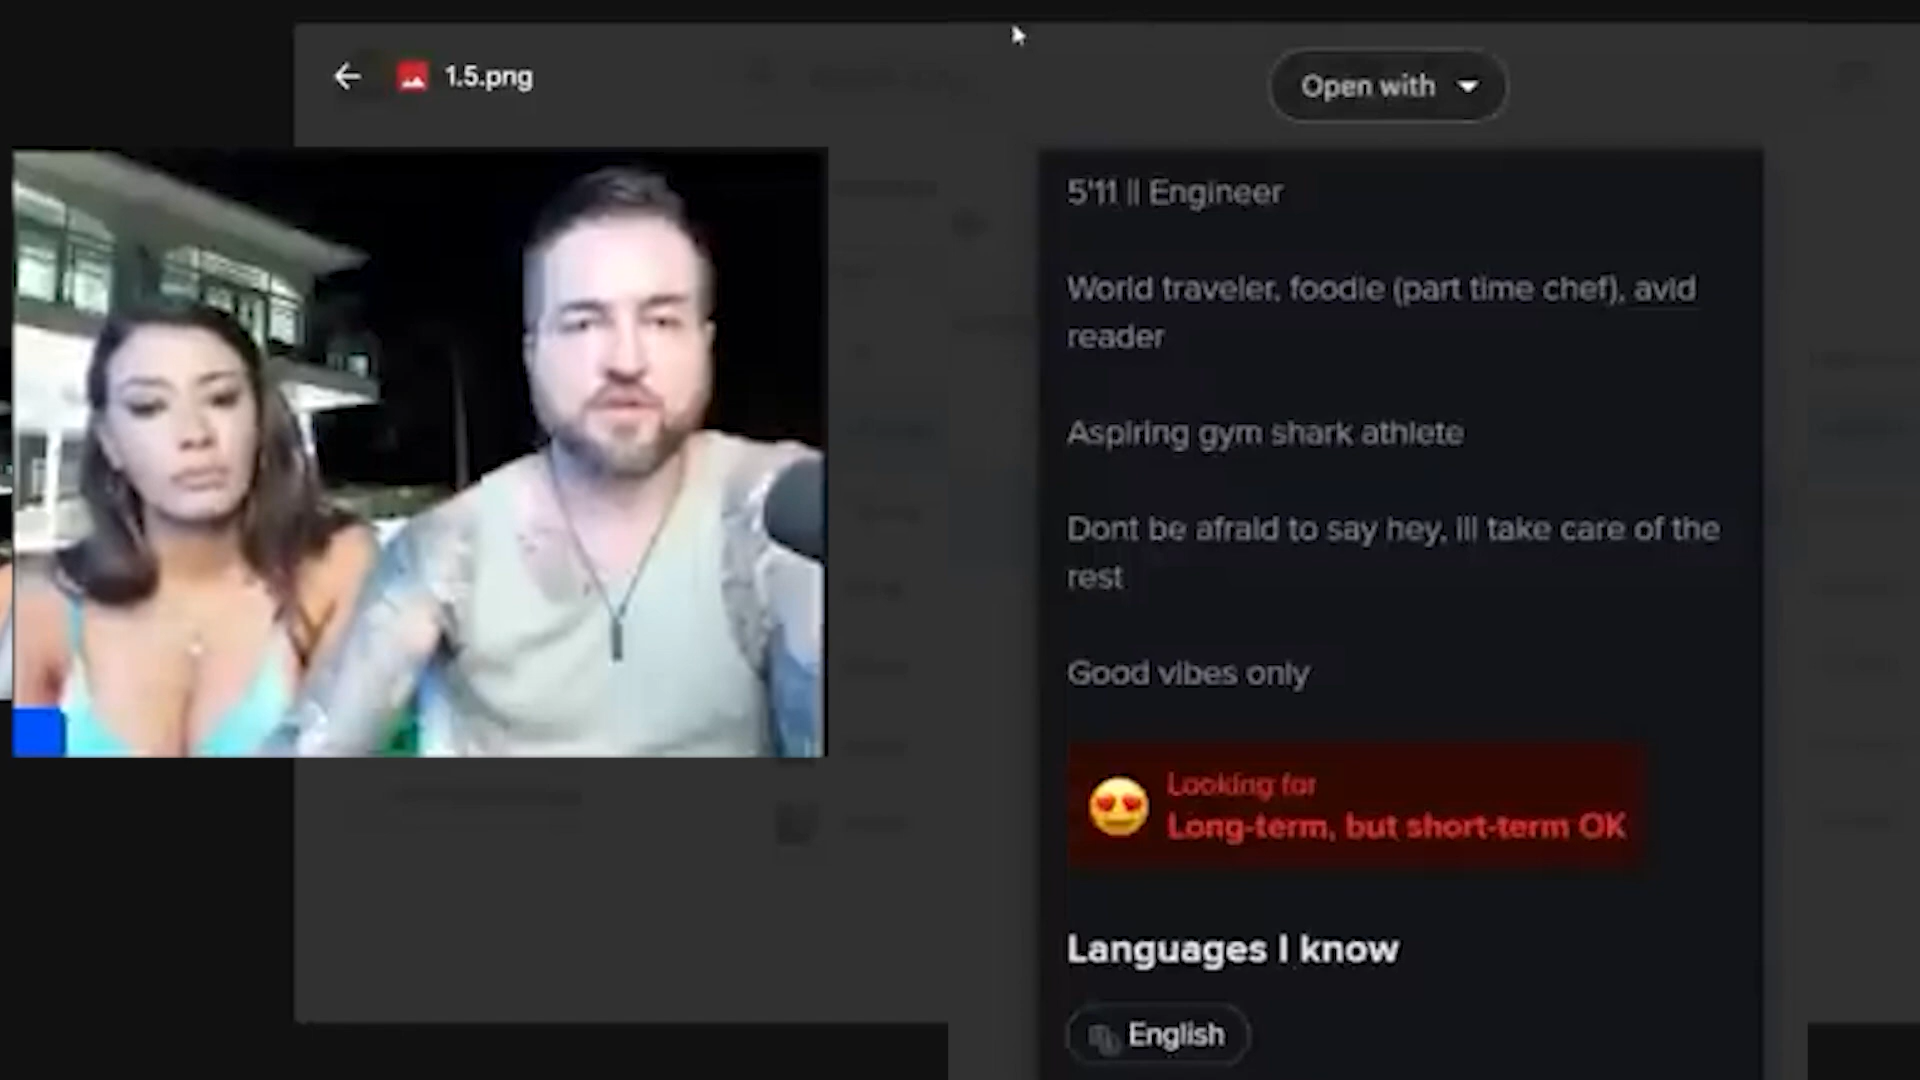 1.5.png
Open with
5'11 || Engineer
World traveler, foodie (part time chef), avid
reader
Aspiring gym shark athlete
Dont be afraid to say hey, ill take care of the
rest
Good vibes only
Looking for
Long-term, but short-term OK
Languages I know
English